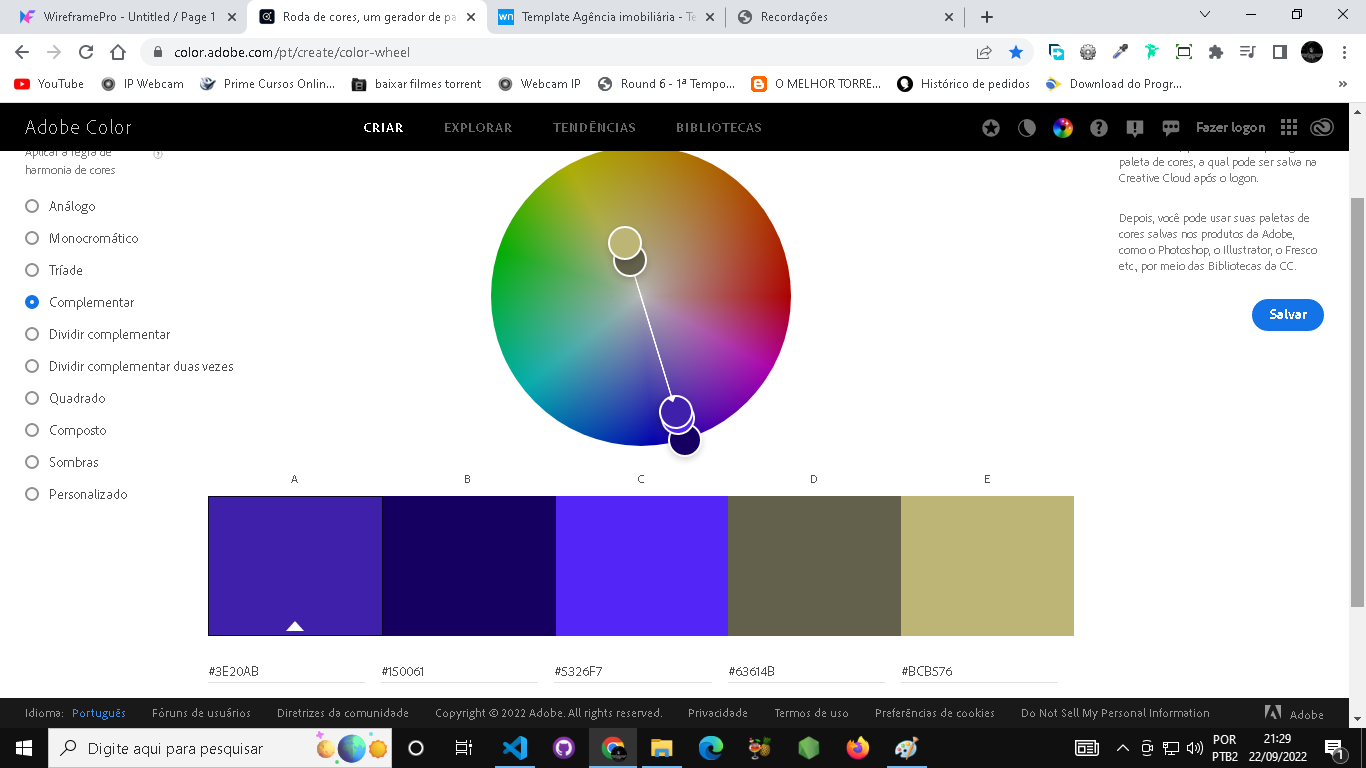 WireframePro - Untitled / Page 1
Roda de cores, um gerador de pa
wn Template Agência imobiliária - Te
Recordações
color.adobe.com/pt/create/color-wheel
YouTube
IP Webcam
Prime Cursos Onlin...
baixar filmes torrent
Webcam IP
Round 6 - 1ª Tempo...
O MELHOR TORRE...
Histórico de pedidos
Download do Progr...
»
Adobe Color
CRIAR
EXPLORAR
TENDÊNCIAS
BIBLIOTECAS
Fazer logon
Aplicar a regra de
harmonia de cores
Análogo
Monocromático
Tríade
Complementar
Dividir complementar
Dividir complementar duas vezes
Quadrado
Composto
Sombras
Personalizado
paleta de cores, a qual pode ser salva na
Creative Cloud após o logon.
Depois, você pode usar suas paletas de
cores salvas nos produtos da Adobe,
como o Photoshop, o Illustrator, o Fresco
etc., por meio das Bibliotecas da CC.
Salvar
A
B
C
D
E
#3E20AB
#150061
#5326F7
#63614B
#BCB576
Idioma: Português
Fóruns de usuários
Diretrizes da comunidade
Copyright © 2022 Adobe. All rights reserved.
Privacidade
Termos de uso
Preferências de cookies
Do Not Sell My Personal Information
Adobe
Digite aqui para pesquisar
POR
PTB2
21:29
22/09/2022
1